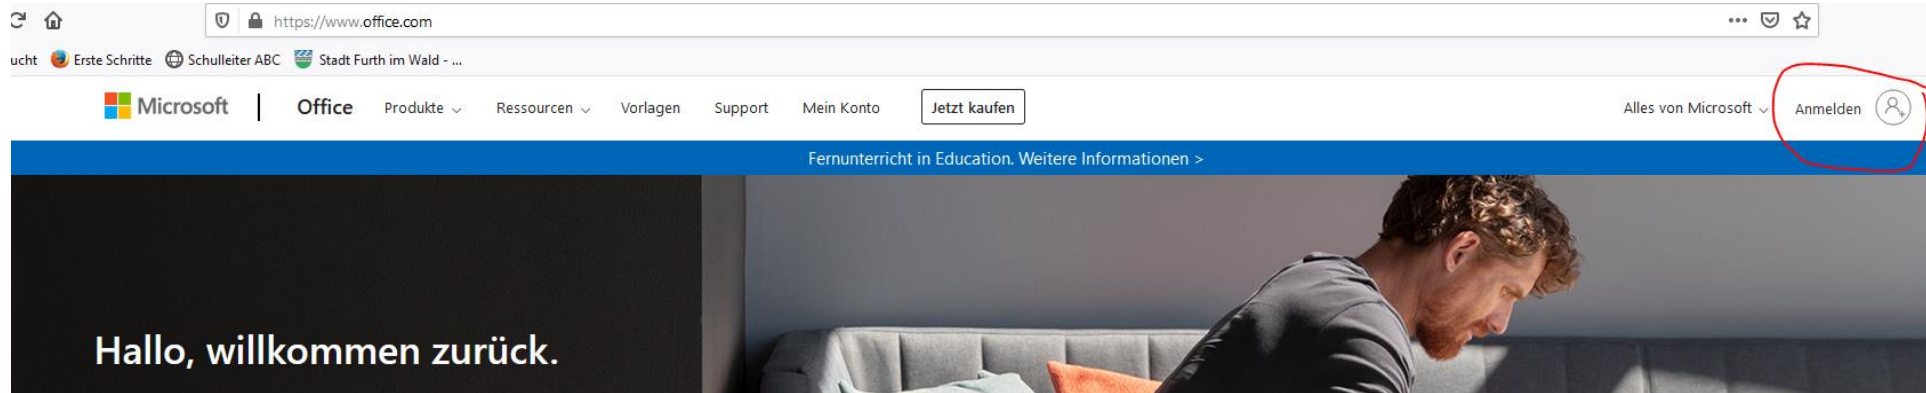 https://www.office.com
ucht Erste Schritte Schulleiter ABC Stadt Furth im Wald - ...
Microsoft Office Produkte Ressourcen Vorlagen Support Mein Konto Jetzt kaufen Alles von Microsoft Anmelden
Fernunterricht in Education. Weitere Informationen >
Hallo, willkommen zurück.